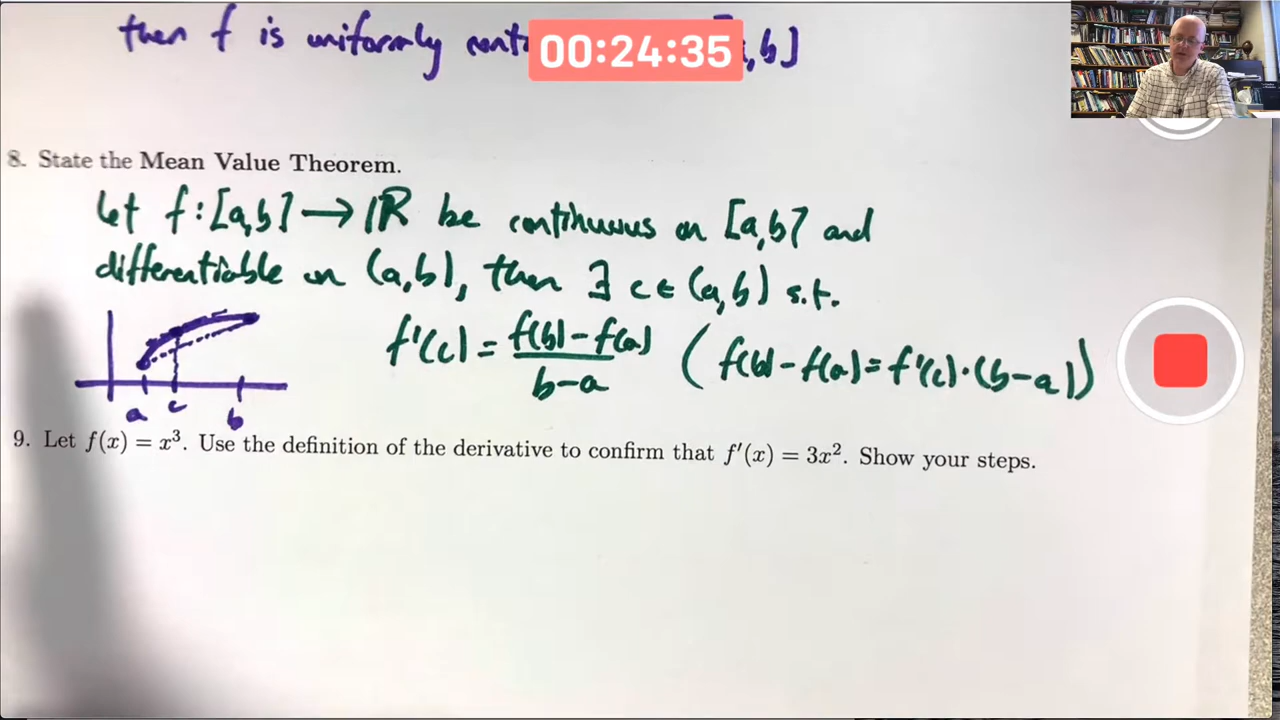 then f is uniformly
00:24:35
, b]
8. State the Mean Value Theorem.
Let f : [a,b] → ℝ be continuous on [a,b] and
differentiable on (a,b), then ∃ c ∈ (a,b) s.t.
f'(c) = f(b) − f(a) / b − a (f(b) − f(a) = f'(c)·(b − a))
a c b
9. Let f(x) = x³. Use the definition of the derivative to confirm that f′(x) = 3x². Show your steps.